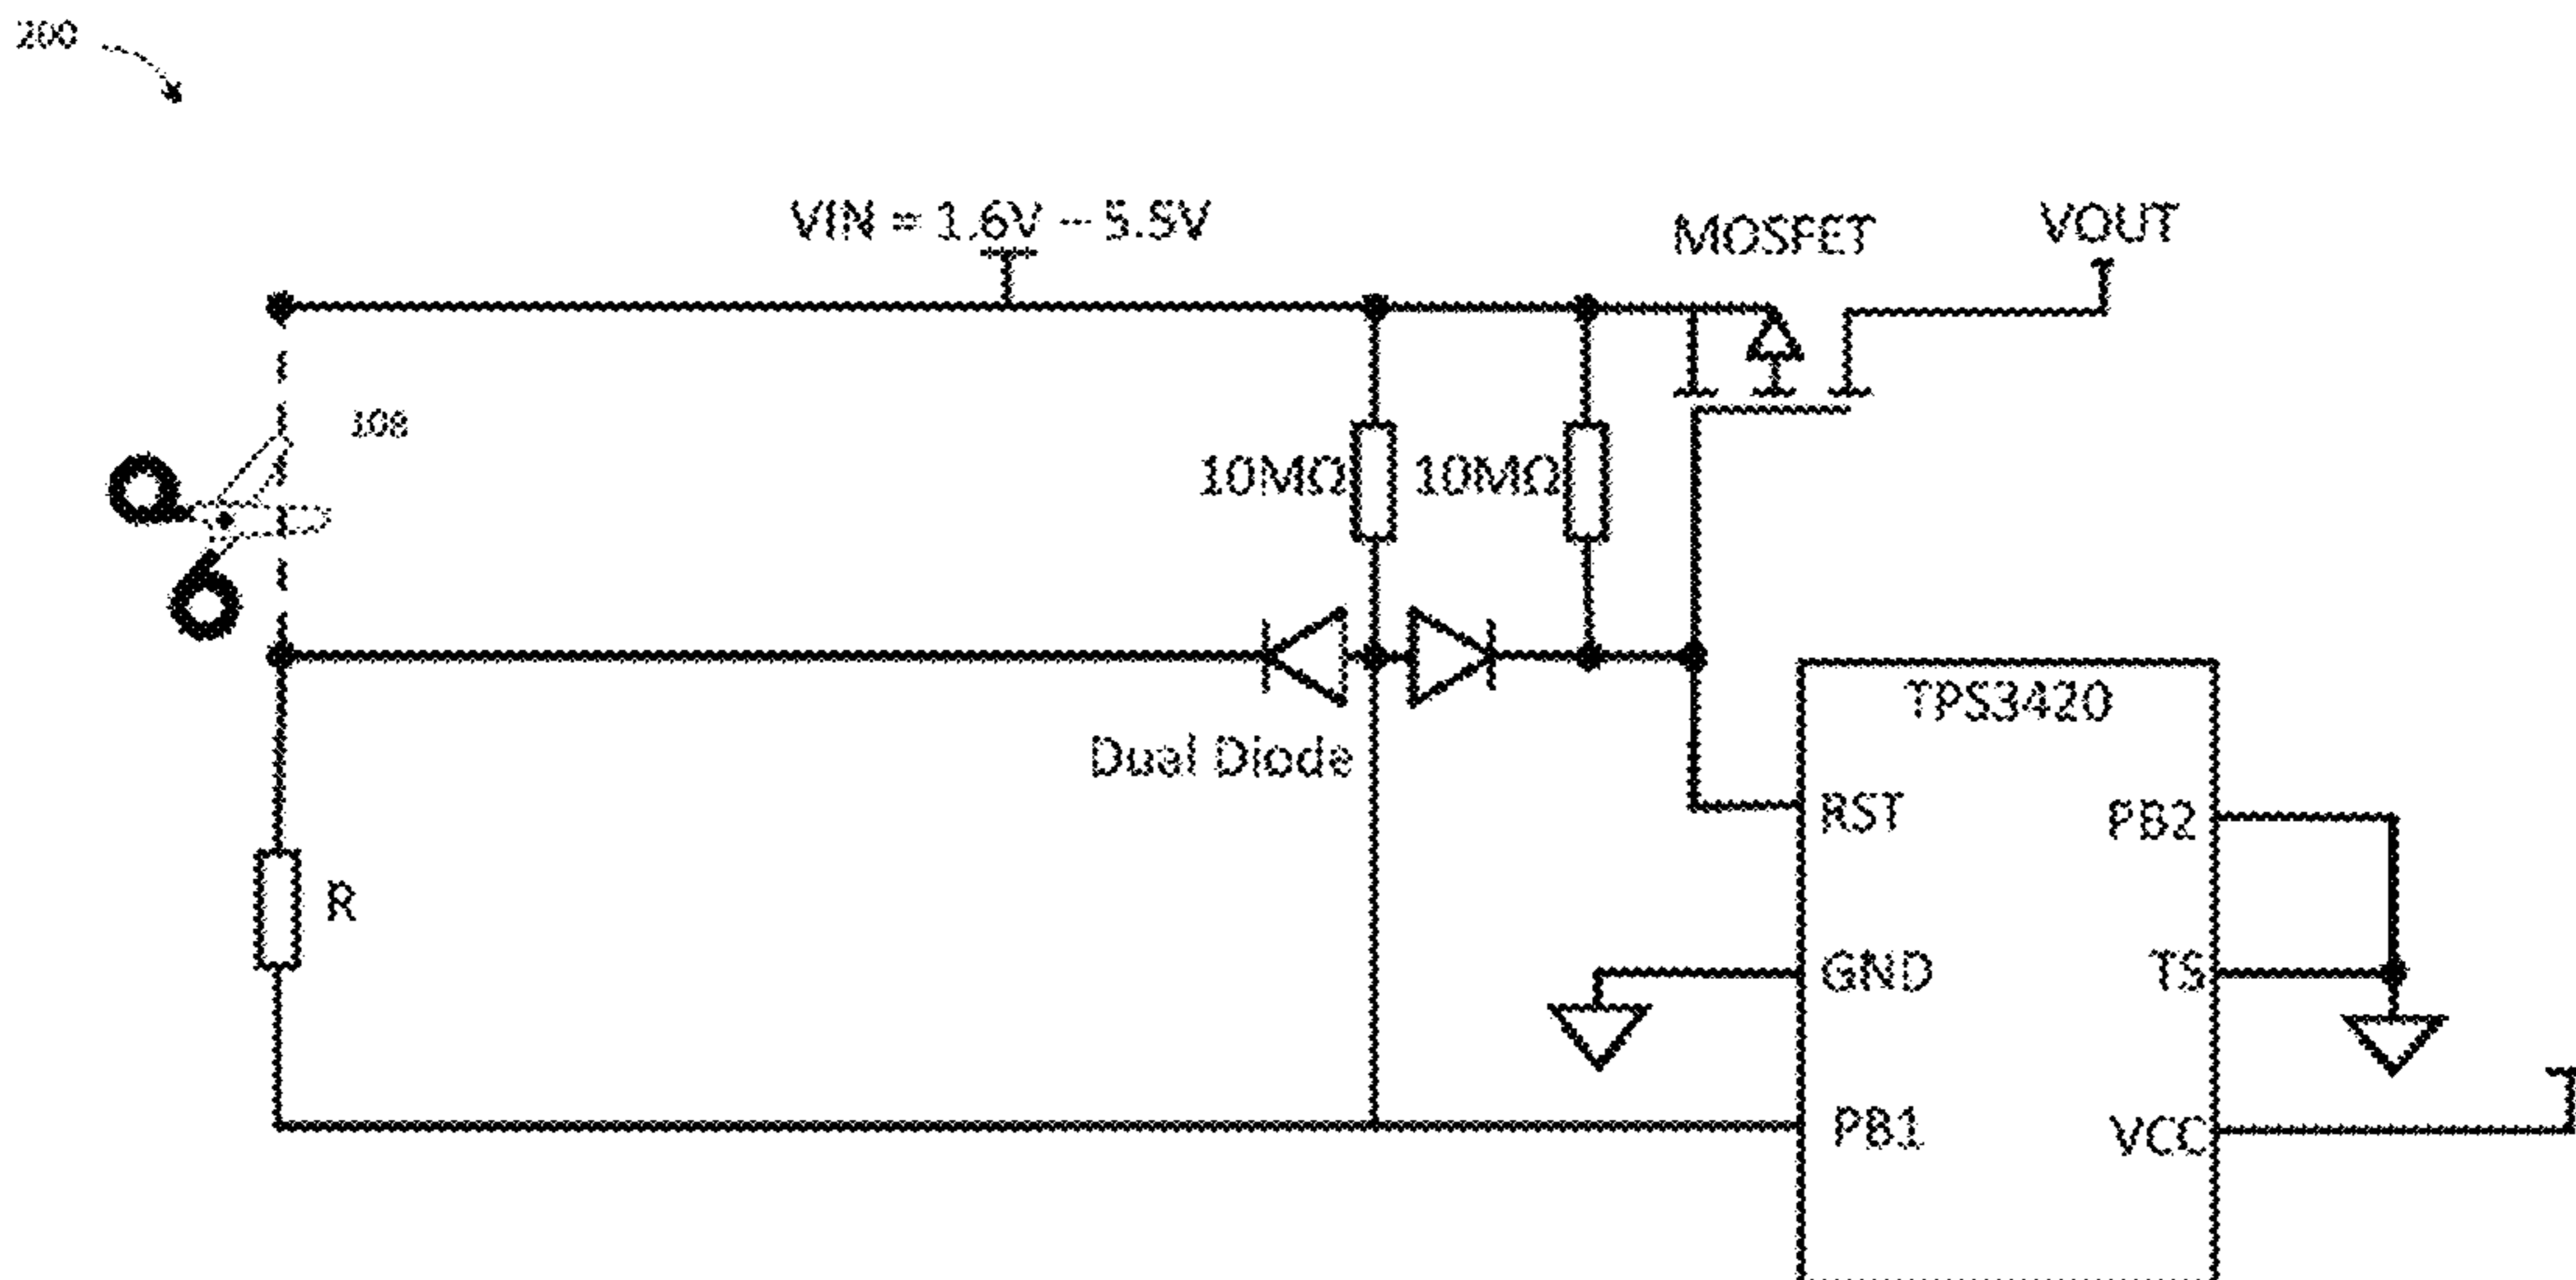 200
VIN = 1.6V -- 5.5V
MOSFET
VOUT
108
10MΩ 10MΩ
TPS3420
Dual Diode
RST
PB2
R
GND
TS
PB1
VCC